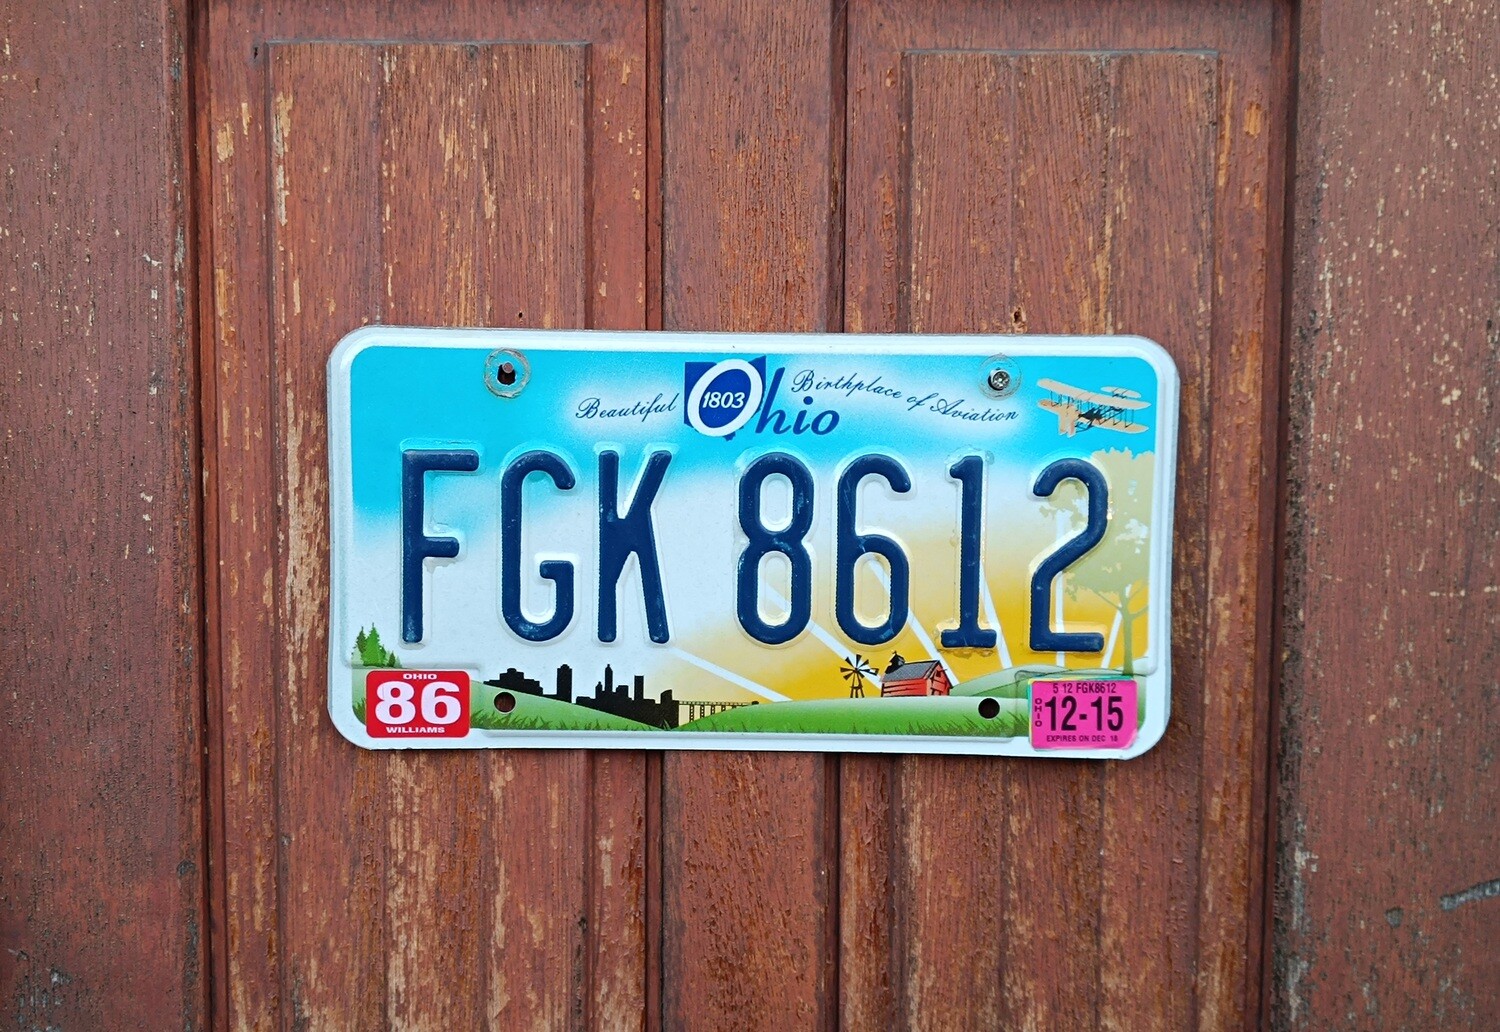 Beautiful Ohio Birthplace of Aviation
1803
FGK 8612
OHIO
86
WILLIAMS
5 12 FGK8612
OHIO
12-15
EXPIRES ON DEC